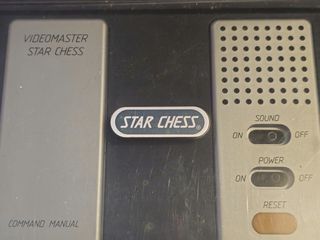 VIDEOMASTER
STAR CHESS
COMMAND MANUAL
STAR CHESS®
SOUND
ON OFF
POWER
ON OFF
RESET